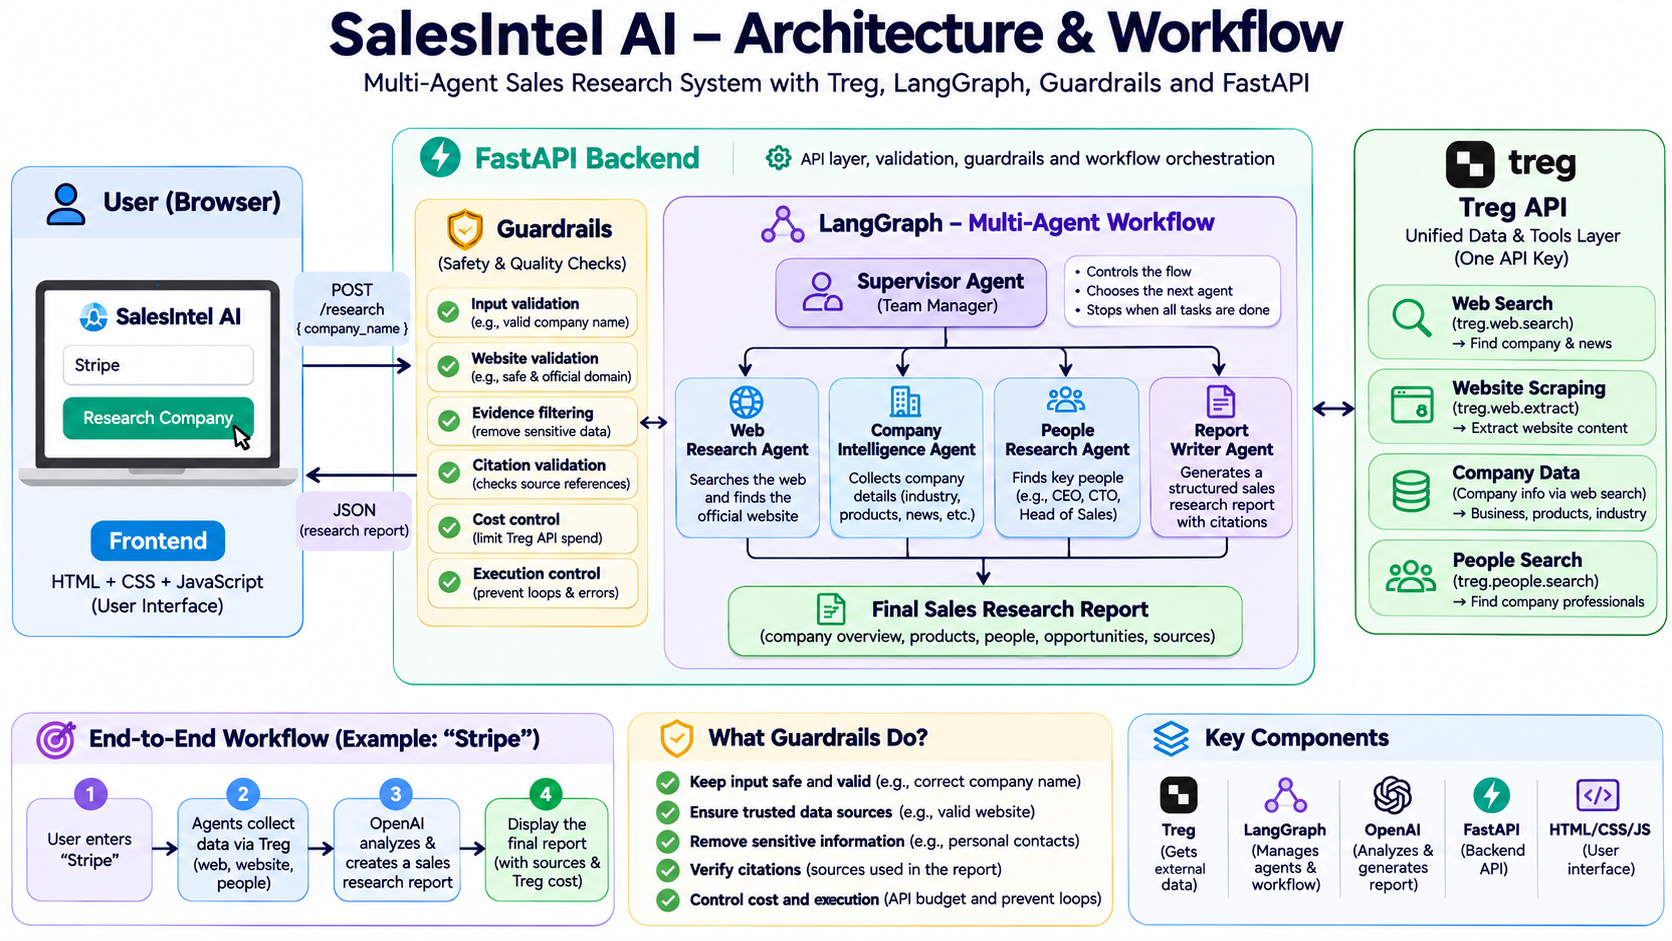 SalesIntel AI – Architecture & Workflow
Multi-Agent Sales Research System with Treg, LangGraph, Guardrails and FastAPI
User (Browser)
SalesIntel AI
Stripe
Research Company
Frontend
HTML + CSS + JavaScript
(User Interface)
POST
/research
{ company_name }
JSON
(research report)
FastAPI Backend
API layer, validation, guardrails and workflow orchestration
Guardrails
(Safety & Quality Checks)
Input validation
(e.g., valid company name)
Website validation
(e.g., safe & official domain)
Evidence filtering
(remove sensitive data)
Citation validation
(checks source references)
Cost control
(limit Treg API spend)
Execution control
(prevent loops & errors)
LangGraph – Multi-Agent Workflow
Supervisor Agent
(Team Manager)
• Controls the flow
• Chooses the next agent
• Stops when all tasks are done
Web
Research Agent
Searches the web
and finds the
official website
Company
Intelligence Agent
Collects company
details (industry,
products, news, etc.)
People
Research Agent
Finds key people
(e.g., CEO, CTO,
Head of Sales)
Report
Writer Agent
Generates a
structured sales
research report
with citations
Final Sales Research Report
(company overview, products, people, opportunities, sources)
treg
Treg API
Unified Data & Tools Layer
(One API Key)
Web Search
(treg.web.search)
→ Find company & news
Website Scraping
(treg.web.extract)
→ Extract website content
Company Data
(Company info via web search)
→ Business, products, industry
People Search
(treg.people.search)
→ Find company professionals
End-to-End Workflow (Example: “Stripe”)
1
User enters
“Stripe”
2
Agents collect
data via Treg
(web, website,
people)
3
OpenAI
analyzes &
creates a sales
research report
4
Display the
final report
(with sources &
Treg cost)
What Guardrails Do?
Keep input safe and valid (e.g., correct company name)
Ensure trusted data sources (e.g., valid website)
Remove sensitive information (e.g., personal contacts)
Verify citations (sources used in the report)
Control cost and execution (API budget and prevent loops)
Key Components
Treg
(Gets
external
data)
LangGraph
(Manages
agents &
workflow)
OpenAI
(Analyzes &
generates
report)
FastAPI
(Backend
API)
</>
HTML/CSS/JS
(User
interface)